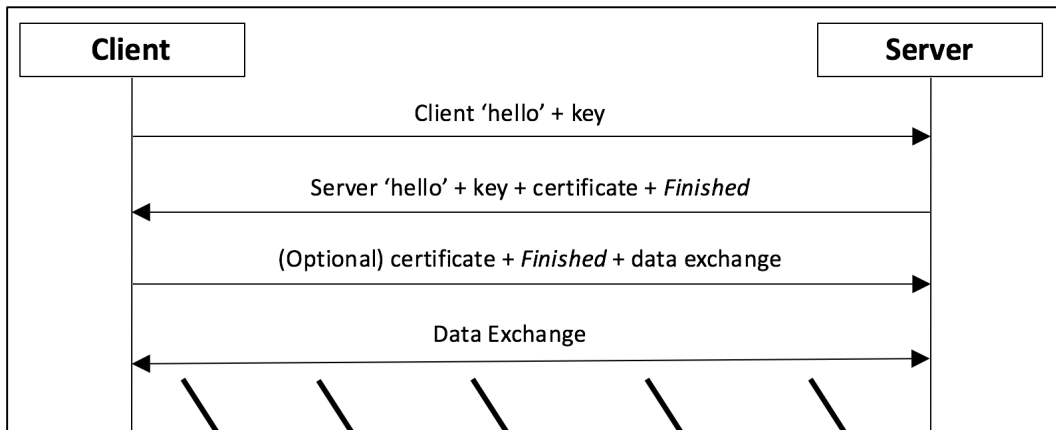 Client
Server
Client ‘hello’ + key
Server ‘hello’ + key + certificate + Finished
(Optional) certificate + Finished + data exchange
Data Exchange